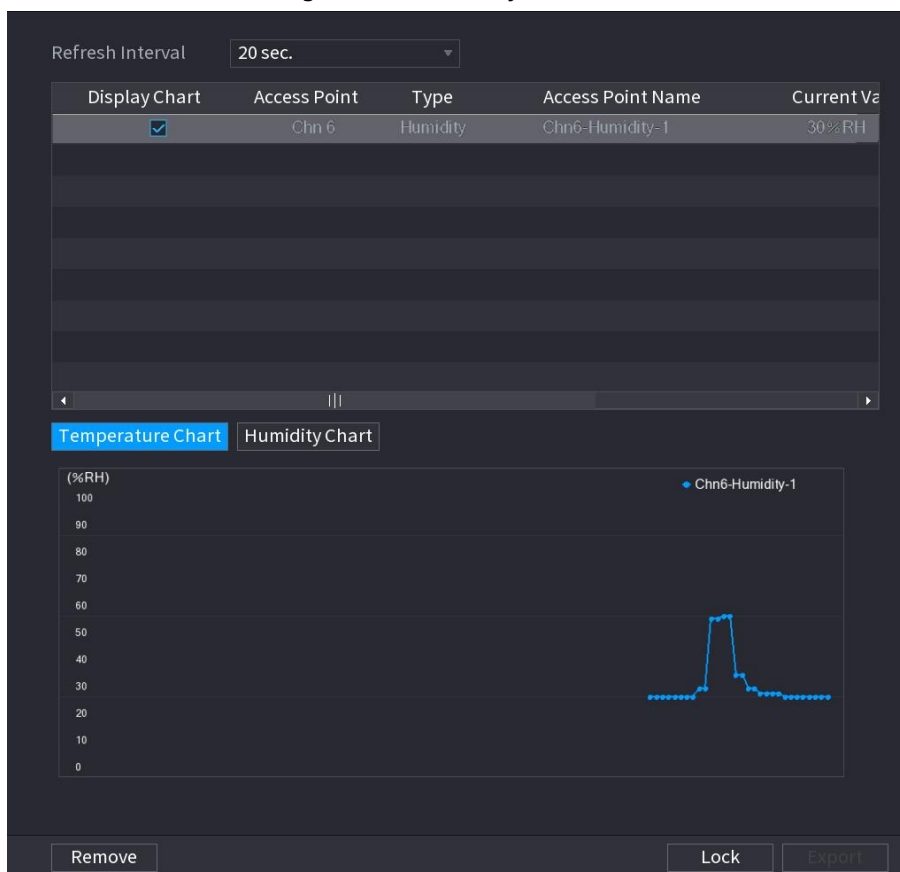 Refresh Interval 20 sec.
Display Chart Access Point Type Access Point Name Current Va
Chn 6 Humidity Chn6-Humidity-1 30%RH
Temperature Chart Humidity Chart
(%RH)
Chn6-Humidity-1
100
90
80
70
60
50
40
30
20
10
0
Remove Lock Export